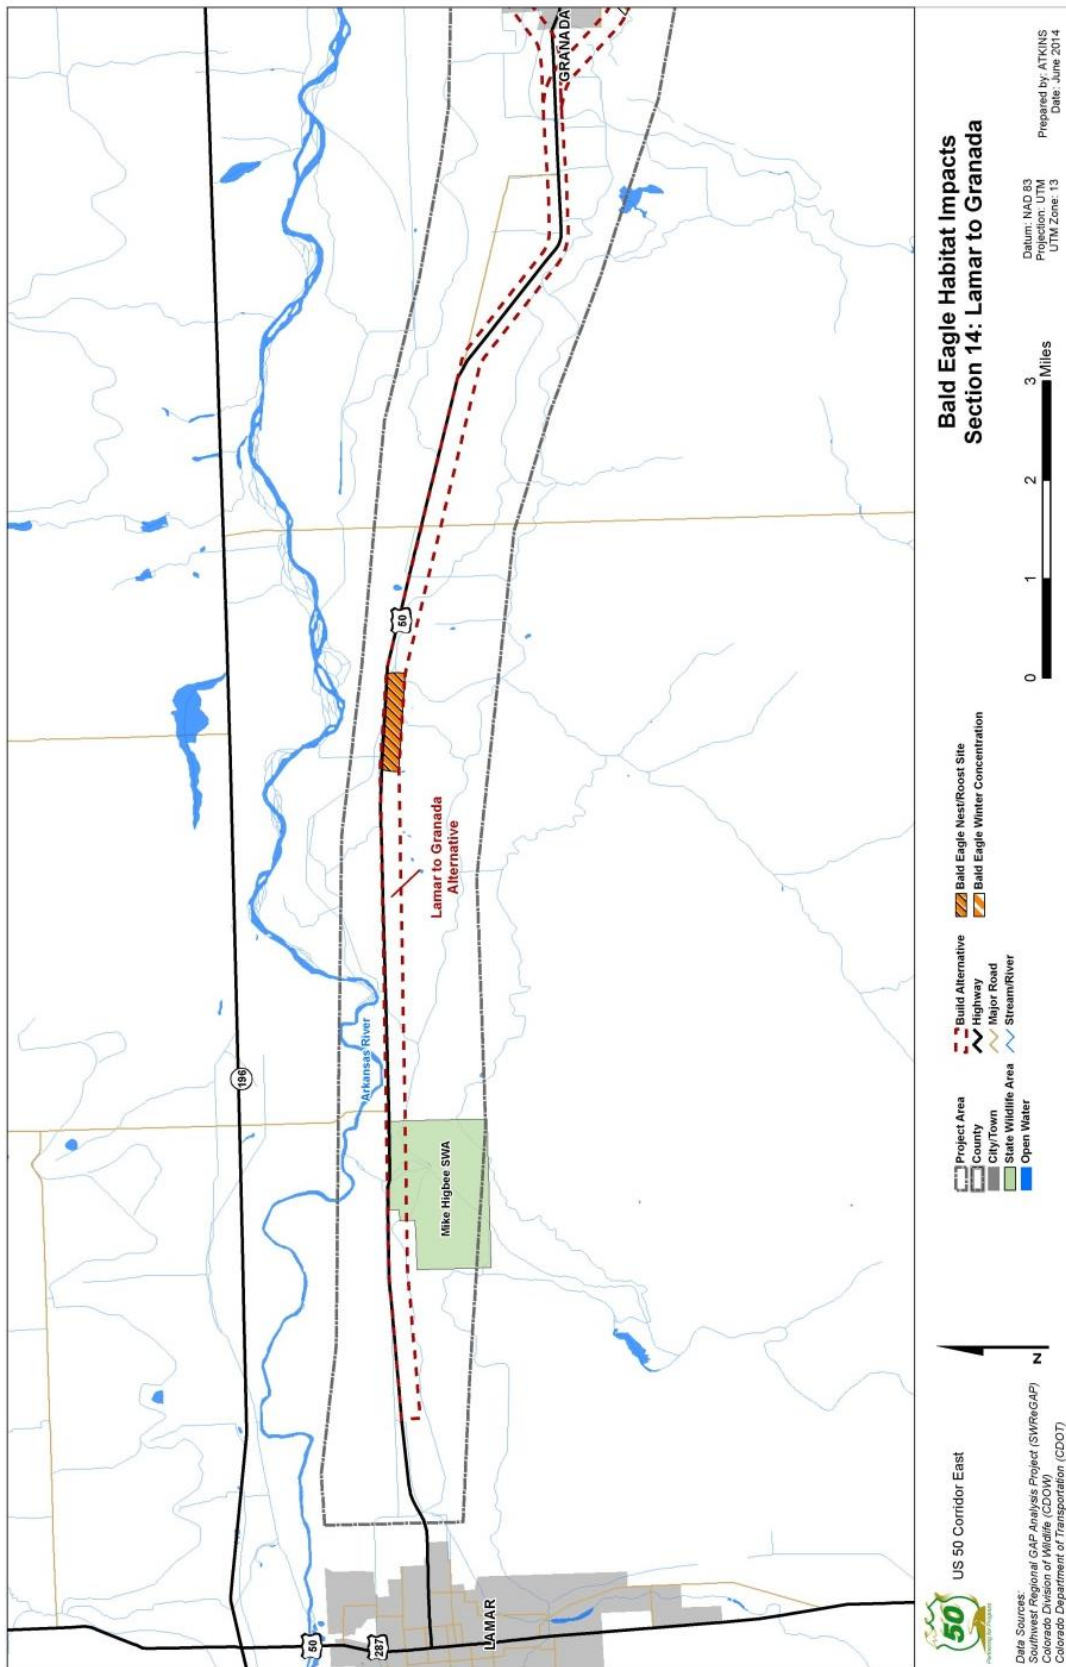 GRANADA
196
50
Arkansas River
Lamar to Granada
Alternative
Mike Higbee SWA
50
287
LAMAR
50
US 50 Corridor East
Data Sources:
Southwest Regional GAP Analysis Project (SWReGAP)
Colorado Division of Wildlife (CDOW)
Colorado Department of Transportation (CDOT)
N
Project Area
County
City/Town
State Wildlife Area
Open Water
Build Alternative
Highway
Major Road
Stream/River
Bald Eagle Nest/Roost Site
Bald Eagle Winter Concentration
0 1 2 3
Miles
Bald Eagle Habitat Impacts
Section 14: Lamar to Granada
Datum: NAD 83
Projection: UTM
UTM Zone: 13
Prepared by: ATKINS
Date: June 2014